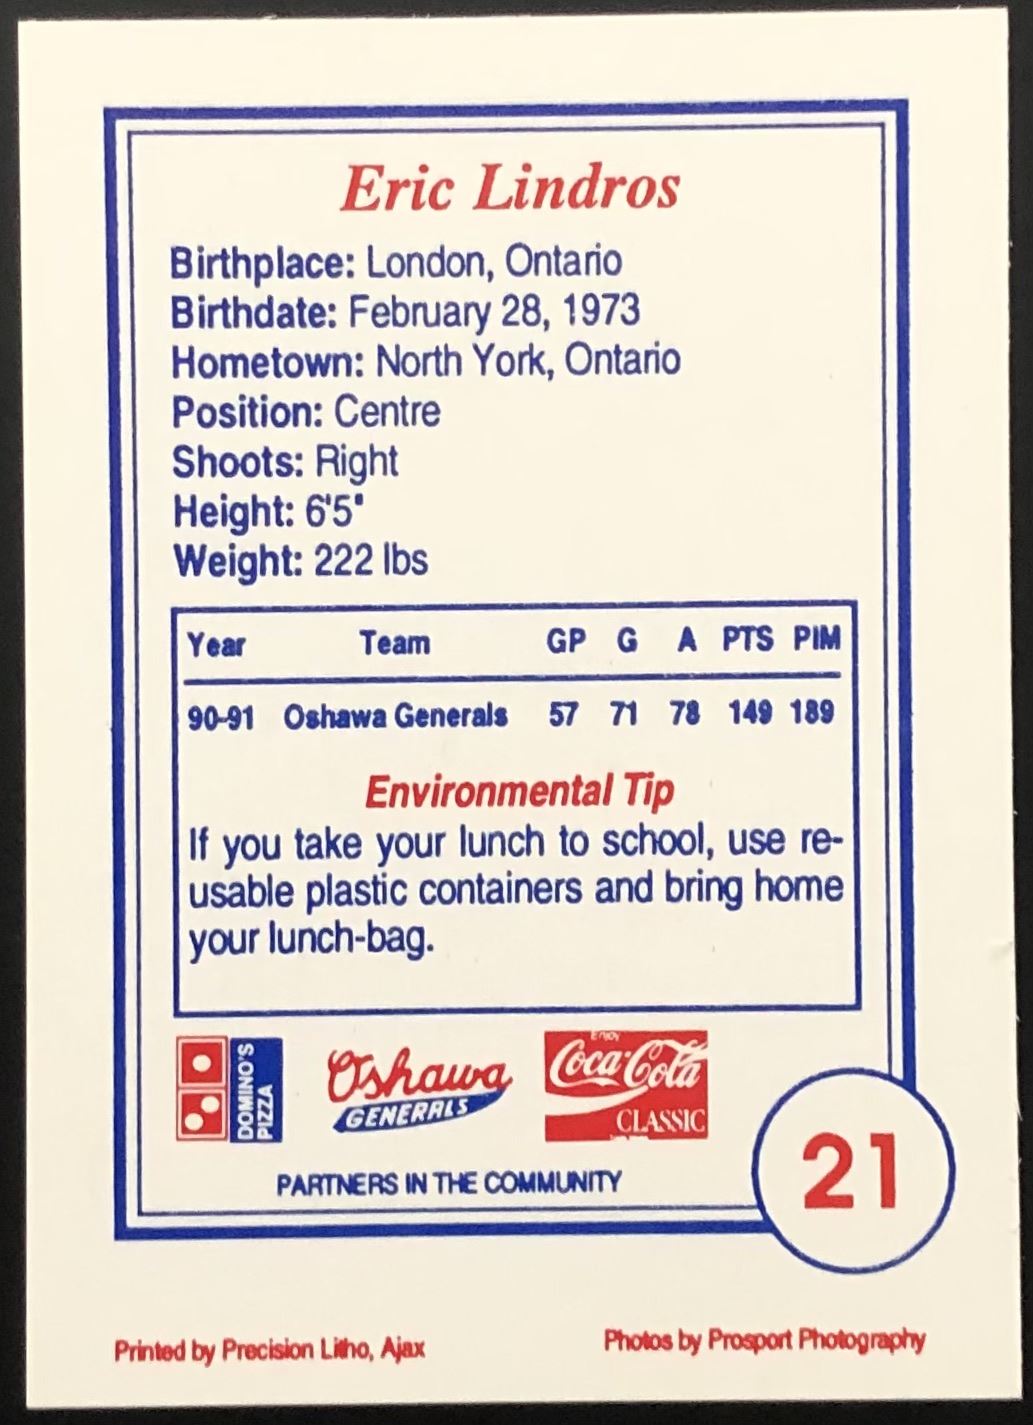 Eric Lindros
Birthplace: London, Ontario
Birthdate: February 28, 1973
Hometown: North York, Ontario
Position: Centre
Shoots: Right
Height: 6'5"
Weight: 222 lbs
Year Team GP G A PTS PIM
90-91 Oshawa Generals 57 71 78 149 189
Environmental Tip
If you take your lunch to school, use re-
usable plastic containers and bring home
your lunch-bag.
DOMINO'S
PIZZA
Oshawa
GENERALS
Enjoy
Coca-Cola
CLASSIC
PARTNERS IN THE COMMUNITY
21
Printed by Precision Litho, Ajax
Photos by Prosport Photography